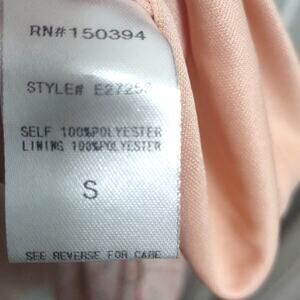 RN#150394
STYLE#
SELF 100%POLYESTER
LINING 100%POLYESTER
S
SEE REVERSE FOR CARE